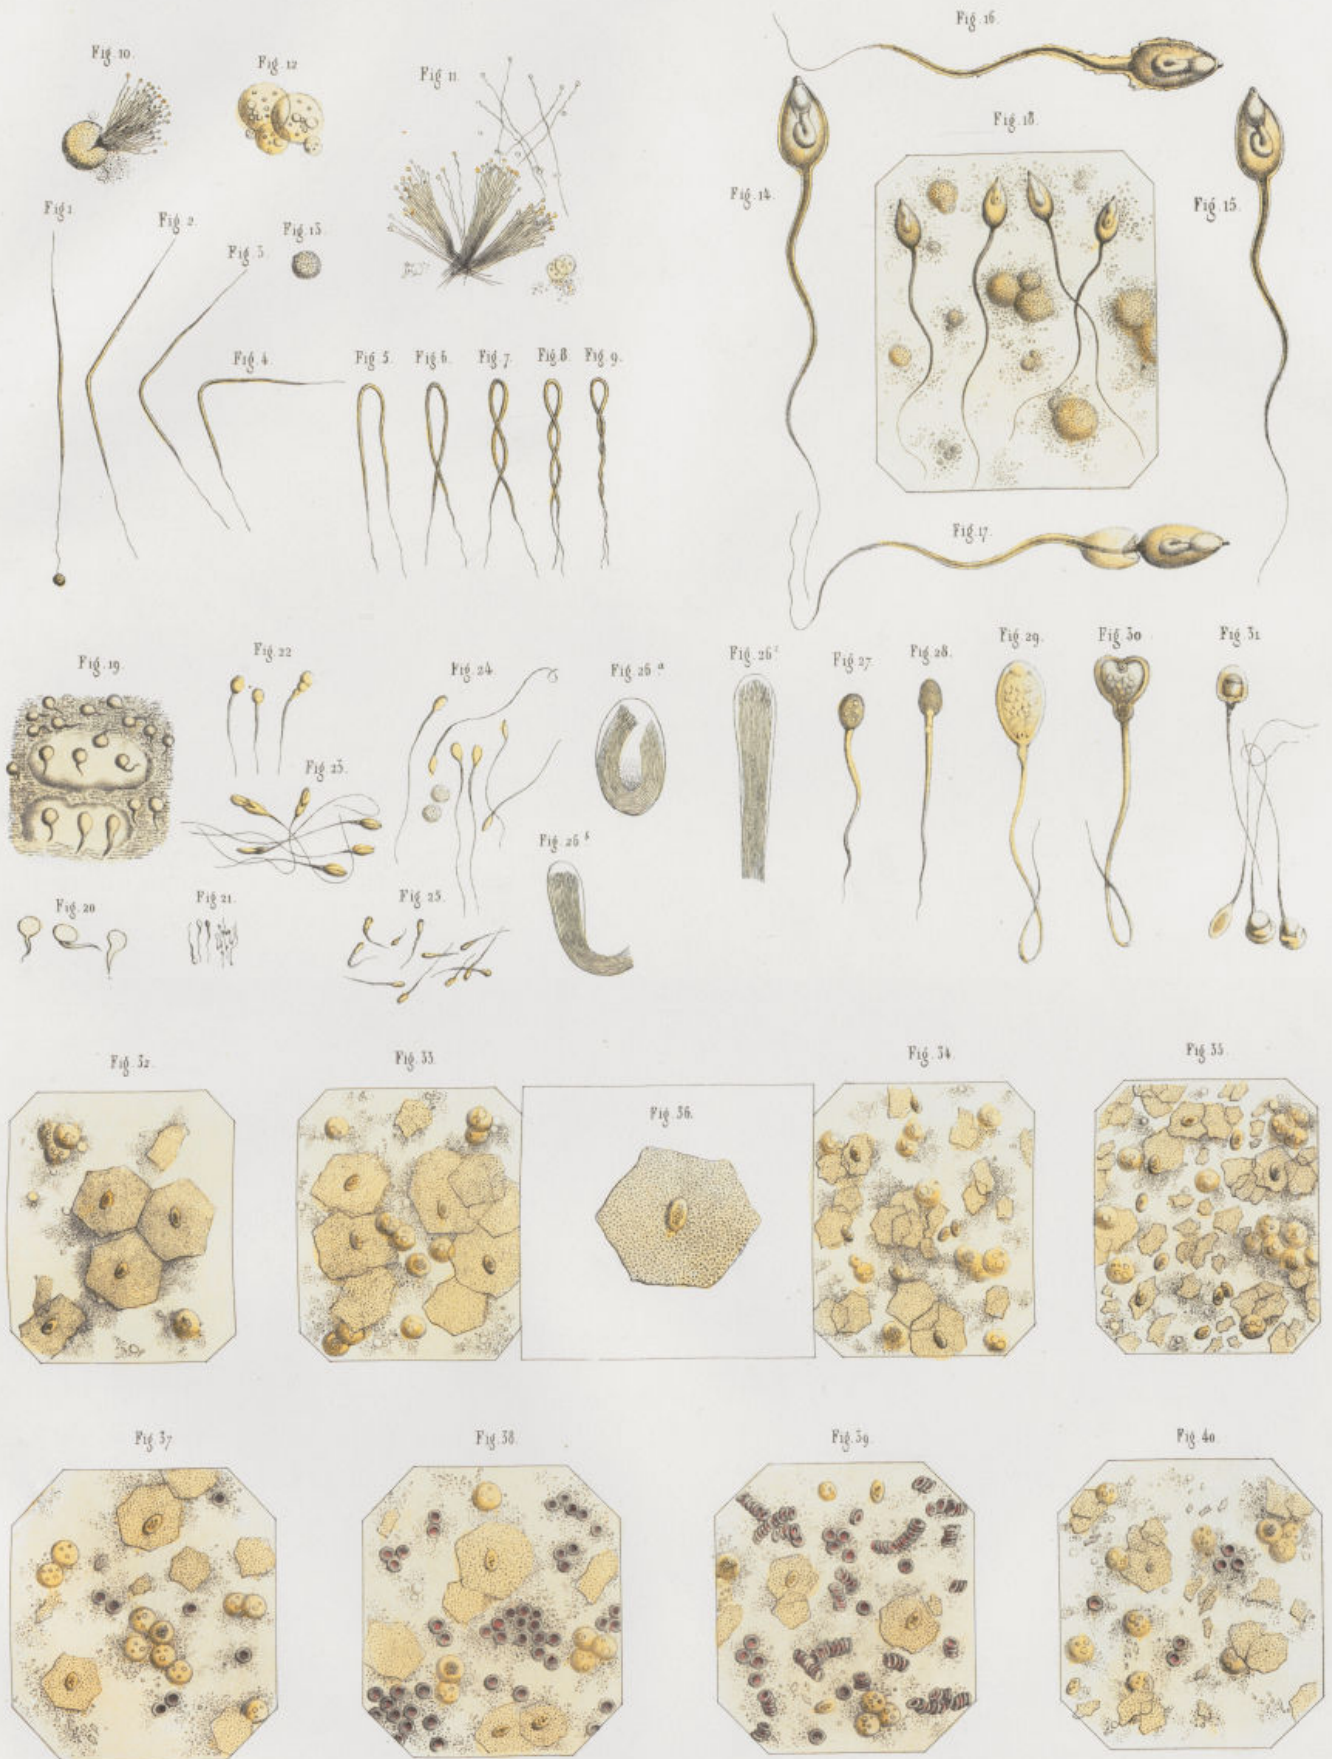 Fig. 16.
Fig. 10.
Fig. 12
Fig. 11.
Fig. 18.
Fig. 14.
Fig. 15.
Fig 1.
Fig. 2.
Fig. 13.
Fig. 3.
Fig. 4.
Fig. 5.
Fig. 6.
Fig. 7.
Fig. 8.
Fig. 9.
Fig. 17.
Fig. 19.
Fig. 22
Fig. 24.
Fig. 26 a
Fig. 26 c
Fig. 27.
Fig. 28.
Fig. 29.
Fig. 30
Fig. 31
Fig. 23.
Fig. 26 b
Fig. 20
Fig. 21.
Fig. 25.
Fig. 32.
Fig. 33.
Fig. 34.
Fig. 35.
Fig. 36.
Fig. 37
Fig. 38.
Fig. 39.
Fig. 40.